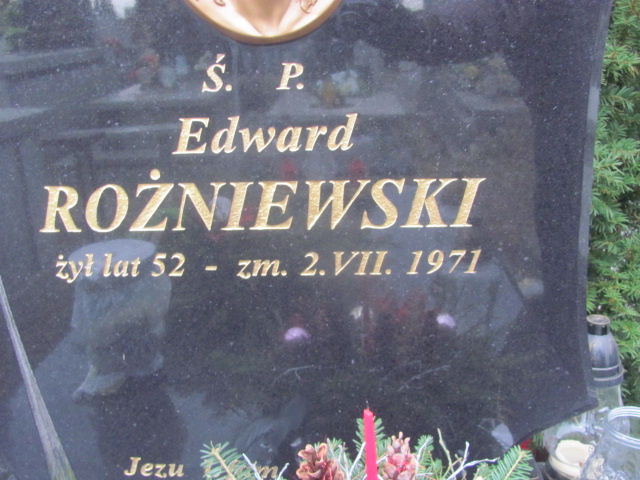 Ś. P.
Edward
ROŻNIEWSKI
żył lat 52 - zm. 2.VII. 1971
Jezu